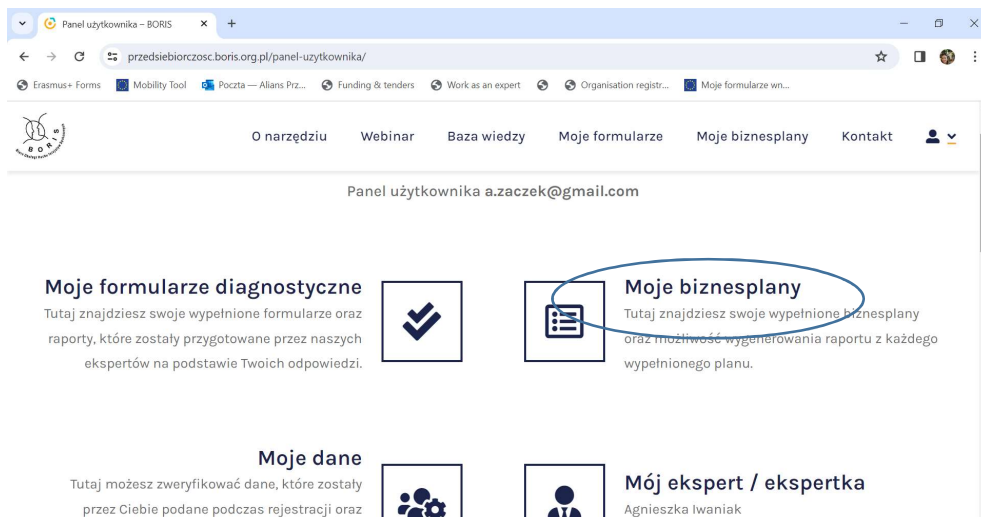 Panel użytkownika – BORIS
przedsiebiorczosc.boris.org.pl/panel-uzytkownika/
Erasmus+ Forms Mobility Tool Poczta — Alians Prz... Funding & tenders Work as an expert Organisation registr... Moje formularze wn...
BORIS
O narzędziu Webinar Baza wiedzy Moje formularze Moje biznesplany Kontakt
Panel użytkownika a.zaczek@gmail.com
Moje formularze diagnostyczne
Tutaj znajdziesz swoje wypełnione formularze oraz
raporty, które zostały przygotowane przez naszych
ekspertów na podstawie Twoich odpowiedzi.
Moje biznesplany
Tutaj znajdziesz swoje wypełnione biznesplany
oraz możliwość wygenerowania raportu z każdego
wypełnionego planu.
Moje dane
Tutaj możesz zweryfikować dane, które zostały
przez Ciebie podane podczas rejestracji oraz
Mój ekspert / ekspertka
Agnieszka Iwaniak